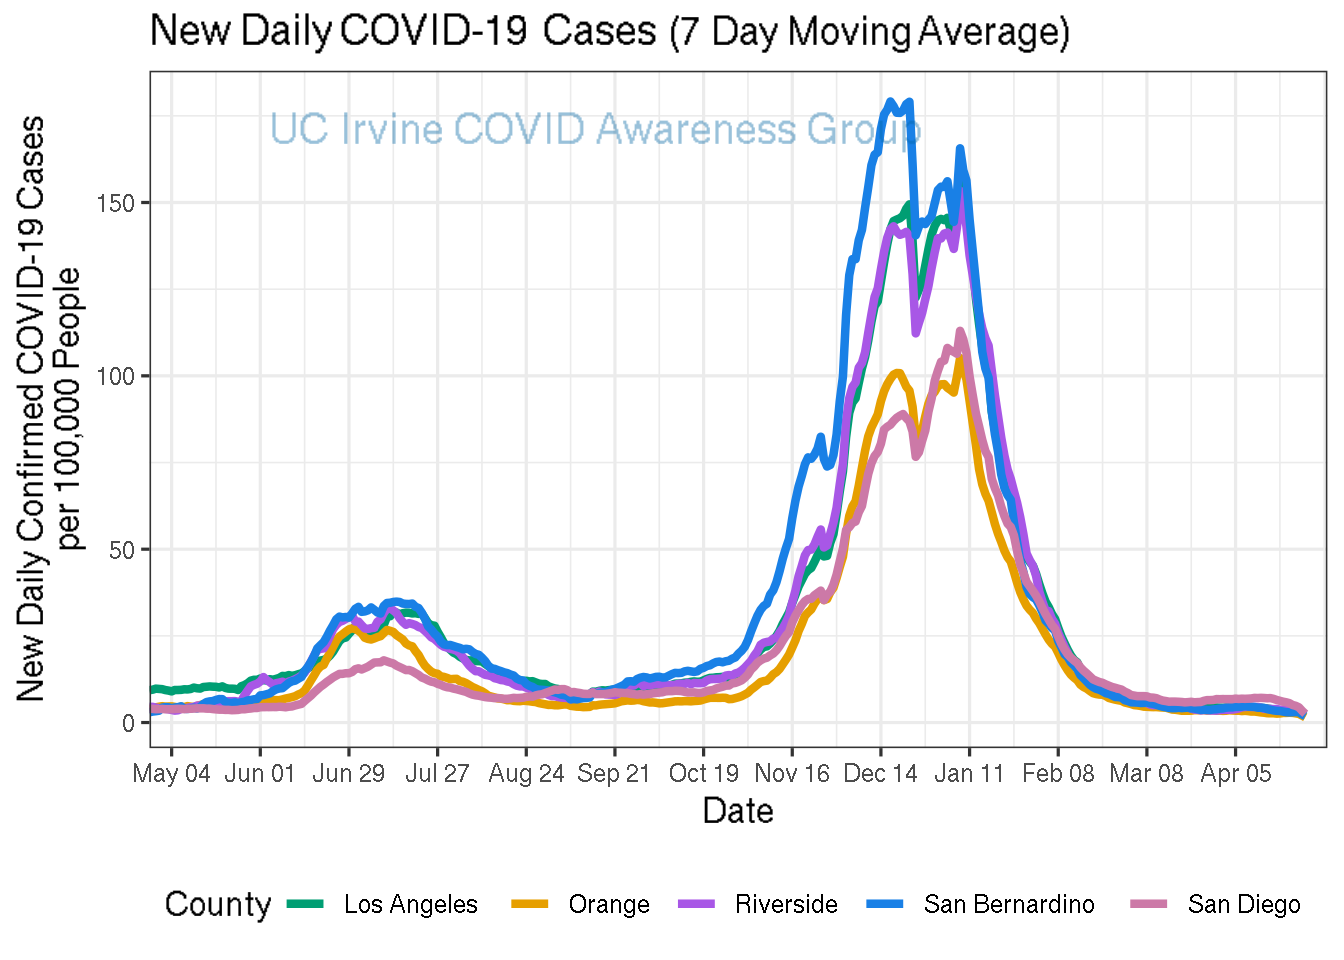 New Daily COVID-19 Cases (7 Day Moving Average)
UC Irvine COVID Awareness Group
New Daily Confirmed COVID-19 Cases
per 100,000 People
150
100
50
0
May 04 Jun 01 Jun 29 Jul 27 Aug 24 Sep 21 Oct 19 Nov 16 Dec 14 Jan 11 Feb 08 Mar 08 Apr 05
Date
County Los Angeles Orange Riverside San Bernardino San Diego